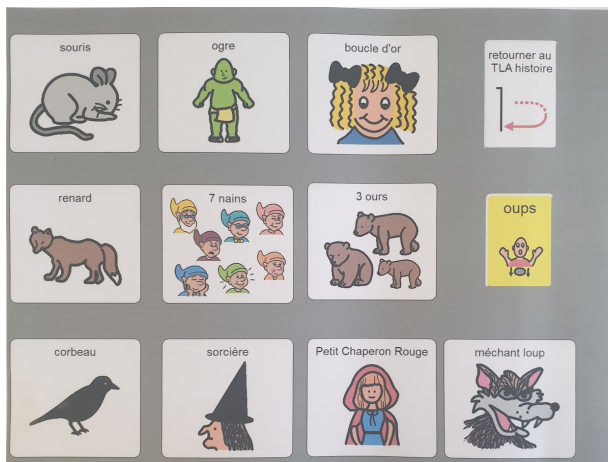 souris
ogre
boucle d'or
retourner au
TLA histoire
renard
7 nains
3 ours
oups
corbeau
sorcière
Petit Chaperon Rouge
méchant loup